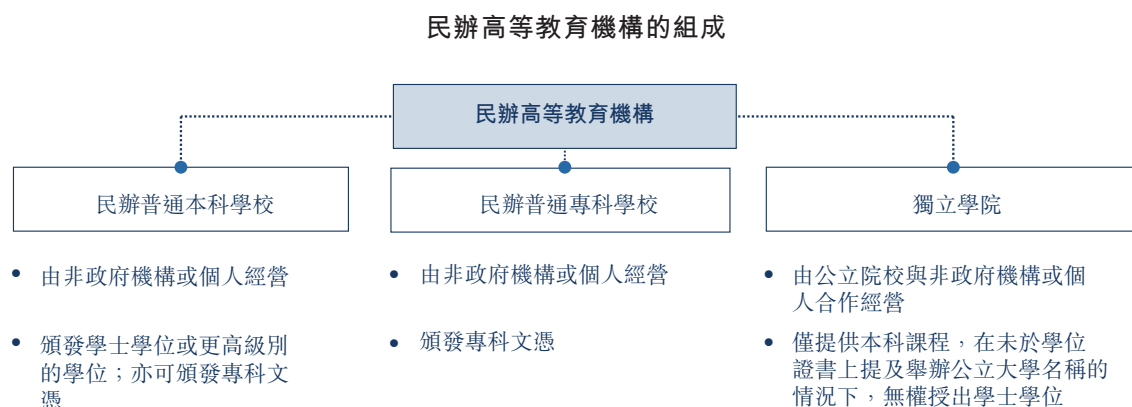 民辦高等教育機構的組成
民辦高等教育機構
民辦普通本科學校
• 由非政府機構或個人經營
• 頒發學士學位或更高級別
的學位；亦可頒發專科文
憑
民辦普通專科學校
• 由非政府機構或個人經營
• 頒發專科文憑
獨立學院
• 由公立院校與非政府機構或個
人合作經營
• 僅提供本科課程，在未於學位
證書上提及舉辦公立大學名稱的
情況下，無權授出學士學位